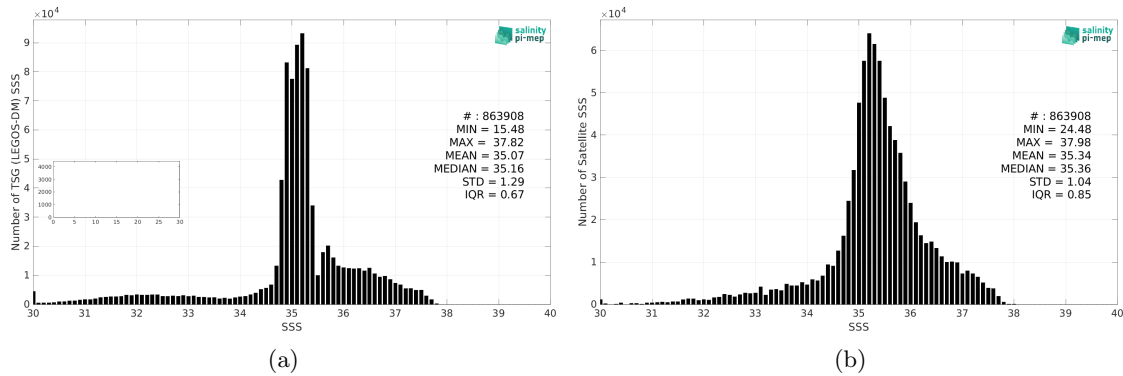 ×10⁴
9
8
7
6
5
4
3
2
1
0
Number of TSG (LEGOS-DM) SSS
salinity
pi-mep
# : 863908
MIN = 15.48
MAX = 37.82
MEAN = 35.07
MEDIAN = 35.16
STD = 1.29
IQR = 0.67
4000
3000
2000
1000
0
0 5 10 15 20 25 30
30 31 32 33 34 35 36 37 38 39 40
SSS
(a)
×10⁴
6
5
4
3
2
1
0
Number of Satellite SSS
salinity
pi-mep
# : 863908
MIN = 24.48
MAX = 37.98
MEAN = 35.34
MEDIAN = 35.36
STD = 1.04
IQR = 0.85
30 31 32 33 34 35 36 37 38 39 40
SSS
(b)